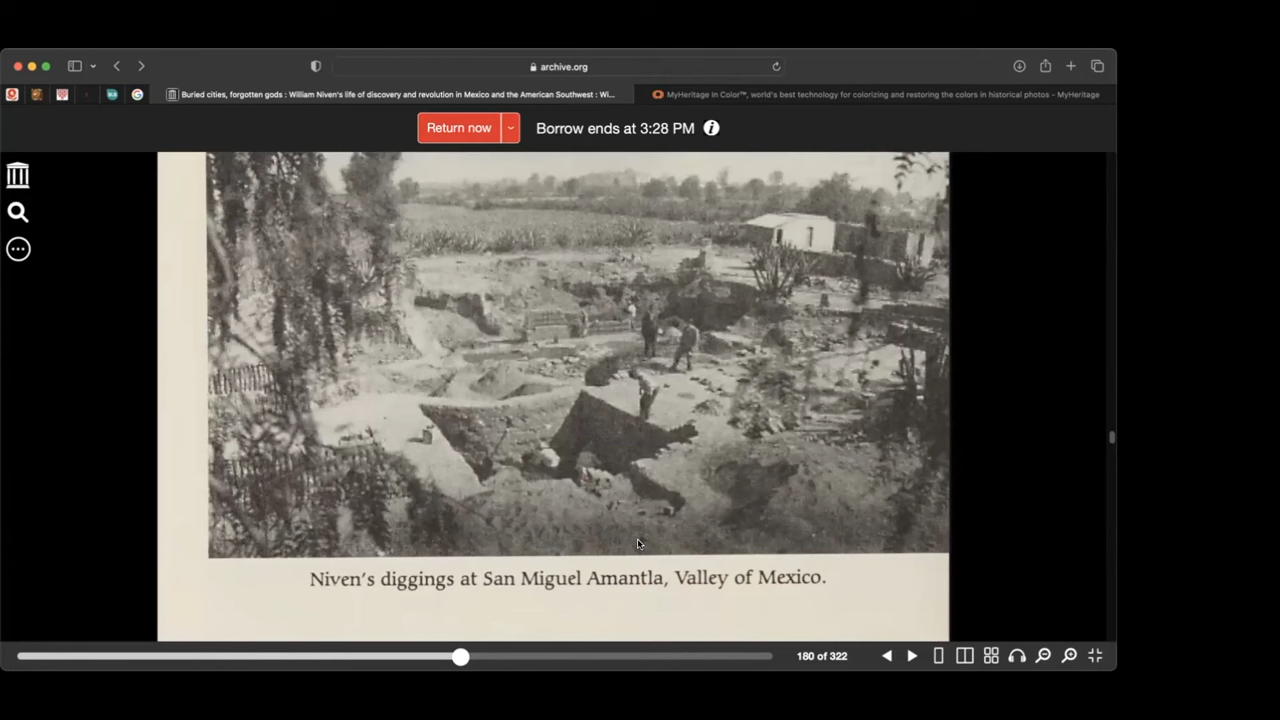 archive.org
Buried cities, forgotten gods : William Niven's life of discovery and revolution in Mexico and the American Southwest : Wi...
MyHeritage In Color™, world's best technology for colorizing and restoring the colors in historical photos - MyHeritage
Return now Borrow ends at 3:28 PM
Niven's diggings at San Miguel Amantla, Valley of Mexico.
180 of 322